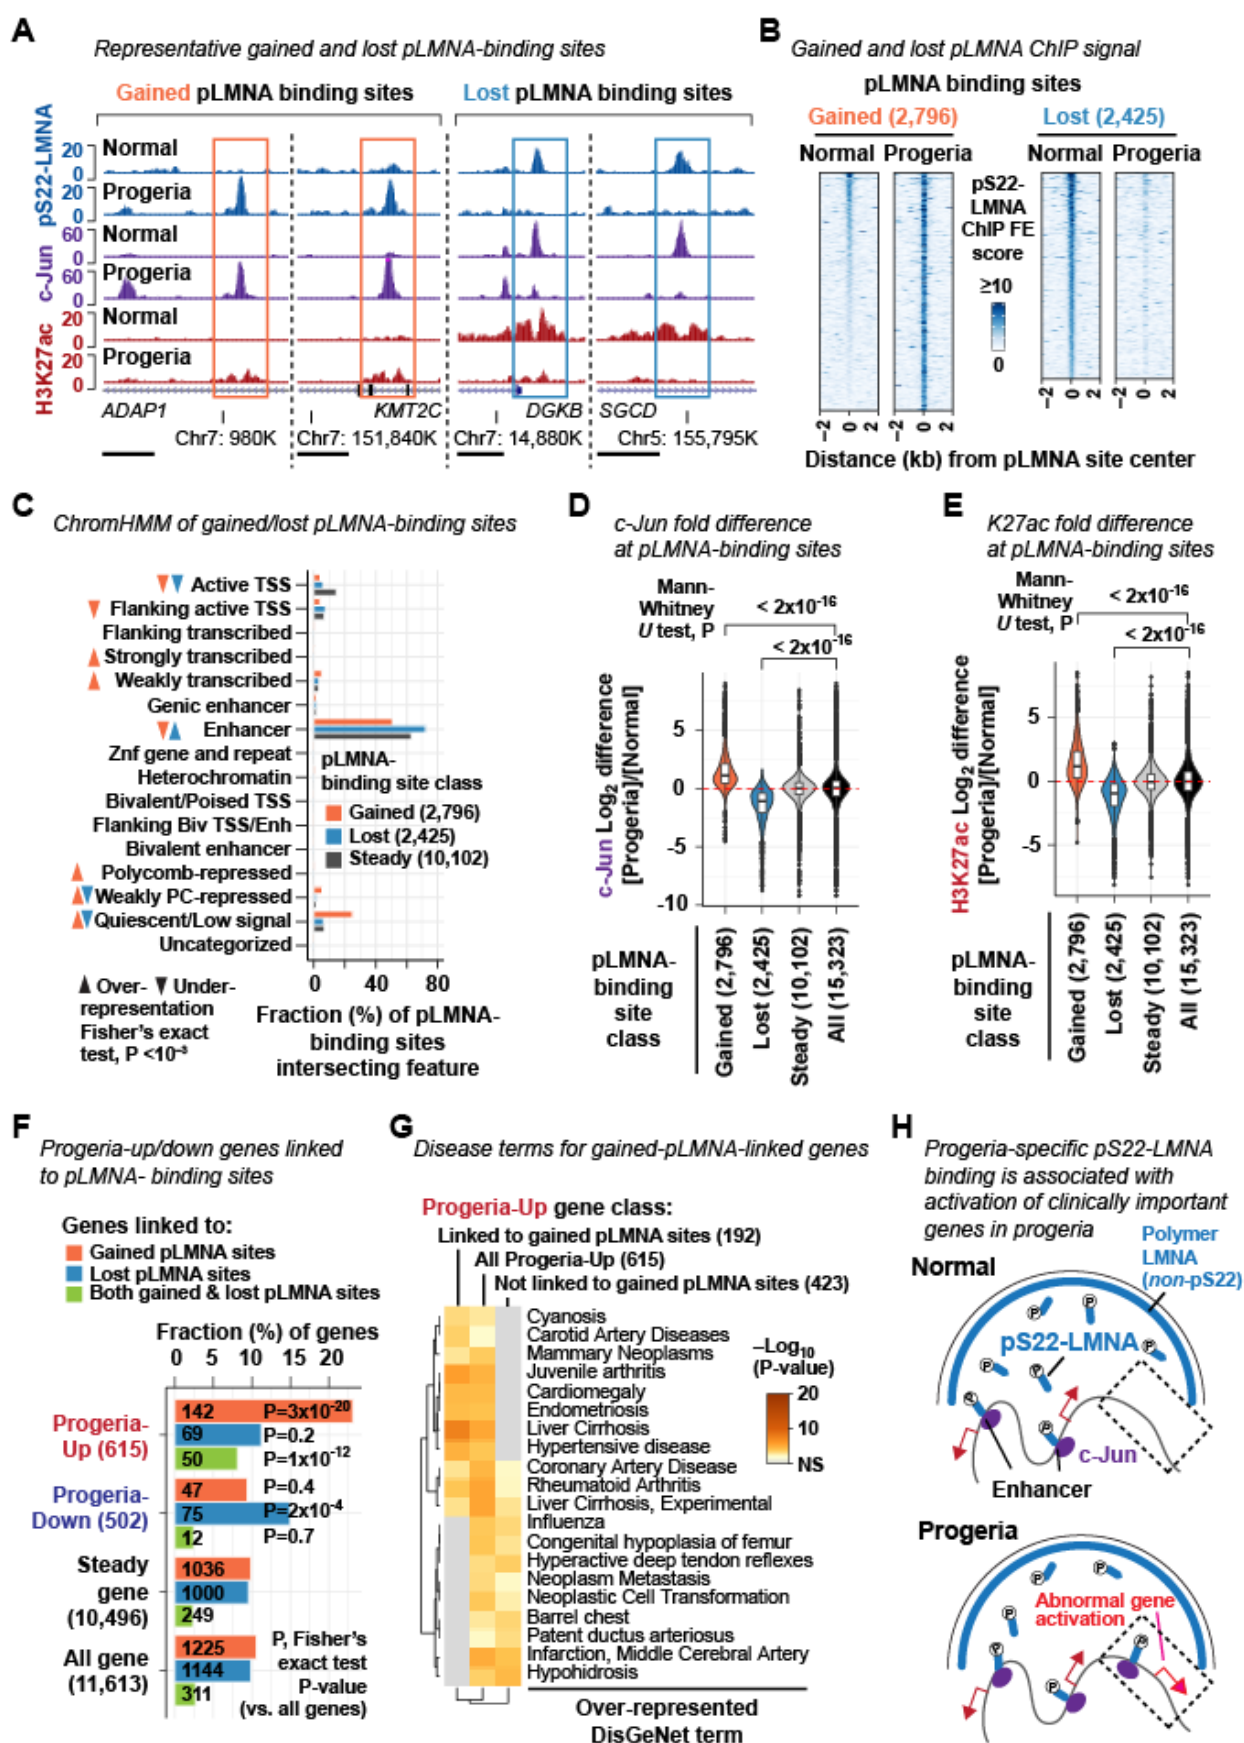 A
Representative gained and lost pLMNA-binding sites
Gained pLMNA binding sites
Lost pLMNA binding sites
pS22-LMNA
c-Jun
H3K27ac
20
0
Normal
20
0
Progeria
60
0
Normal
60
0
Progeria
20
0
Normal
20
0
Progeria
ADAP1
KMT2C
DGKB
SGCD
Chr7: 980K
Chr7: 151,840K
Chr7: 14,880K
Chr5: 155,795K
B
Gained and lost pLMNA ChIP signal
pLMNA binding sites
Gained (2,796)
Lost (2,425)
Normal Progeria
Normal Progeria
pS22-
LMNA
ChIP FE
score
≥10
0
-2 0 2
-2 0 2
-2 0 2
-2 0 2
Distance (kb) from pLMNA site center
C
ChromHMM of gained/lost pLMNA-binding sites
Active TSS
Flanking active TSS
Flanking transcribed
Strongly transcribed
Weakly transcribed
Genic enhancer
Enhancer
Znf gene and repeat
Heterochromatin
Bivalent/Poised TSS
Flanking Biv TSS/Enh
Bivalent enhancer
Polycomb-repressed
Weakly PC-repressed
Quiescent/Low signal
Uncategorized
pLMNA-
binding site class
Gained (2,796)
Lost (2,425)
Steady (10,102)
0 40 80
▲ Over- ▼ Under-
representation
Fisher's exact
test, P <10⁻³
Fraction (%) of pLMNA-
binding sites
intersecting feature
D
c-Jun fold difference
at pLMNA-binding sites
Mann-
Whitney
U test, P
< 2x10⁻¹⁶
< 2x10⁻¹⁶
c-Jun Log₂ difference
[Progeria]/[Normal]
5
0
-5
-10
pLMNA-
binding
site
class
Gained (2,796)
Lost (2,425)
Steady (10,102)
All (15,323)
E
K27ac fold difference
at pLMNA-binding sites
Mann-
Whitney
U test, P
< 2x10⁻¹⁶
< 2x10⁻¹⁶
H3K27ac Log₂ difference
[Progeria]/[Normal]
5
0
-5
pLMNA-
binding
site
class
Gained (2,796)
Lost (2,425)
Steady (10,102)
All (15,323)
F
Progeria-up/down genes linked
to pLMNA- binding sites
Genes linked to:
Gained pLMNA sites
Lost pLMNA sites
Both gained & lost pLMNA sites
Fraction (%) of genes
0 5 10 15 20
Progeria-
Up (615)
142 P=3x10⁻²⁰
69 P=0.2
50 P=1x10⁻¹²
Progeria-
Down (502)
47 P=0.4
75 P=2x10⁻⁴
12 P=0.7
Steady
gene
(10,496)
1036
1000
249
All gene
(11,613)
1225
1144
311
P, Fisher's
exact test
P-value
(vs. all genes)
G
Disease terms for gained-pLMNA-linked genes
Progeria-Up gene class:
Linked to gained pLMNA sites (192)
All Progeria-Up (615)
Not linked to gained pLMNA sites (423)
Cyanosis
Carotid Artery Diseases
Mammary Neoplasms
Juvenile arthritis
Cardiomegaly
Endometriosis
Liver Cirrhosis
Hypertensive disease
Coronary Artery Disease
Rheumatoid Arthritis
Liver Cirrhosis, Experimental
Influenza
Congenital hypoplasia of femur
Hyperactive deep tendon reflexes
Neoplasm Metastasis
Neoplastic Cell Transformation
Barrel chest
Patent ductus arteriosus
Infarction, Middle Cerebral Artery
Hypohidrosis
–Log₁₀
(P-value)
20
10
NS
Over-represented
DisGeNet term
H
Progeria-specific pS22-LMNA
binding is associated with
activation of clinically important
genes in progeria
Normal
Polymer
LMNA
(non-pS22)
P
P
P
P
P
P
P
pS22-LMNA
c-Jun
Enhancer
Progeria
P
P
P
P
P
P
Abnormal gene
activation